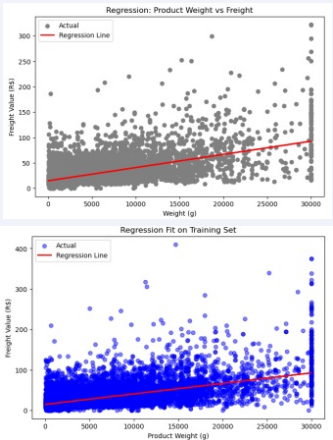 Regression: Product Weight vs Freight
Actual
Regression Line
Freight Value (R$)
300
250
200
150
100
50
0
0 5000 10000 15000 20000 25000 30000
Weight (g)
Regression Fit on Training Set
Actual
Regression Line
Freight Value (R$)
400
300
200
100
0
0 5000 10000 15000 20000 25000 30000
Product Weight (g)